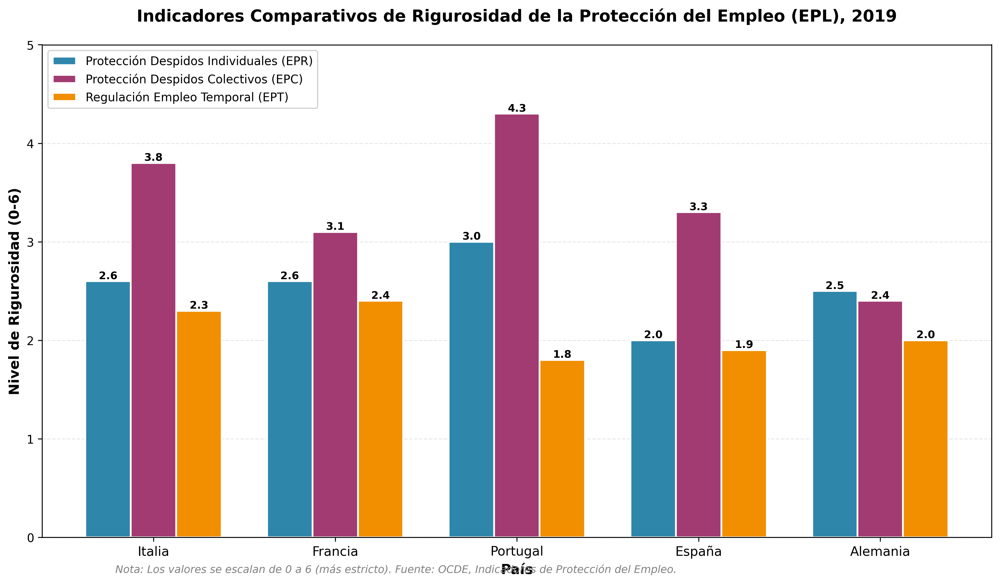 Indicadores Comparativos de Rigurosidad de la Protección del Empleo (EPL), 2019
5
4
3
2
1
0
Nivel de Rigurosidad (0-6)
Protección Despidos Individuales (EPR)
Protección Despidos Colectivos (EPC)
Regulación Empleo Temporal (EPT)
2.6
3.8
2.3
2.6
3.1
2.4
3.0
4.3
1.8
2.0
3.3
1.9
2.5
2.4
2.0
Italia
Francia
Portugal
España
Alemania
País
Nota: Los valores se escalan de 0 a 6 (más estricto). Fuente: OCDE, Indicadores de Protección del Empleo.